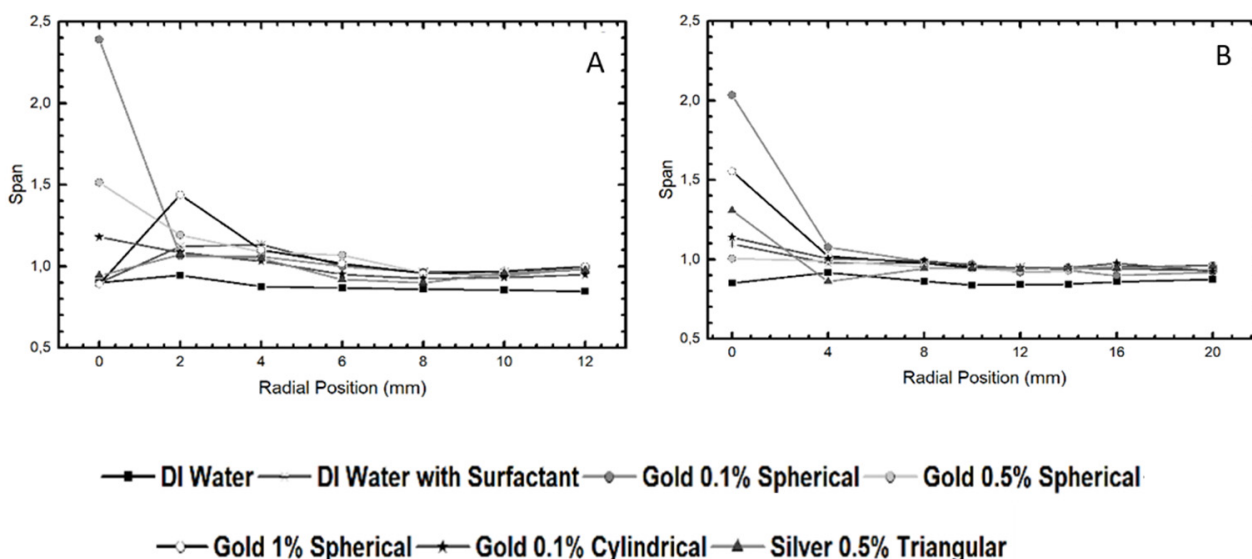 A
2,5
2,0
1,5
1,0
0,5
Span
0 2 4 6 8 10 12
Radial Position (mm)
B
2,5
2,0
1,5
1,0
0,5
Span
0 4 8 12 16 20
Radial Position (mm)
DI Water DI Water with Surfactant Gold 0.1% Spherical Gold 0.5% Spherical
Gold 1% Spherical Gold 0.1% Cylindrical Silver 0.5% Triangular